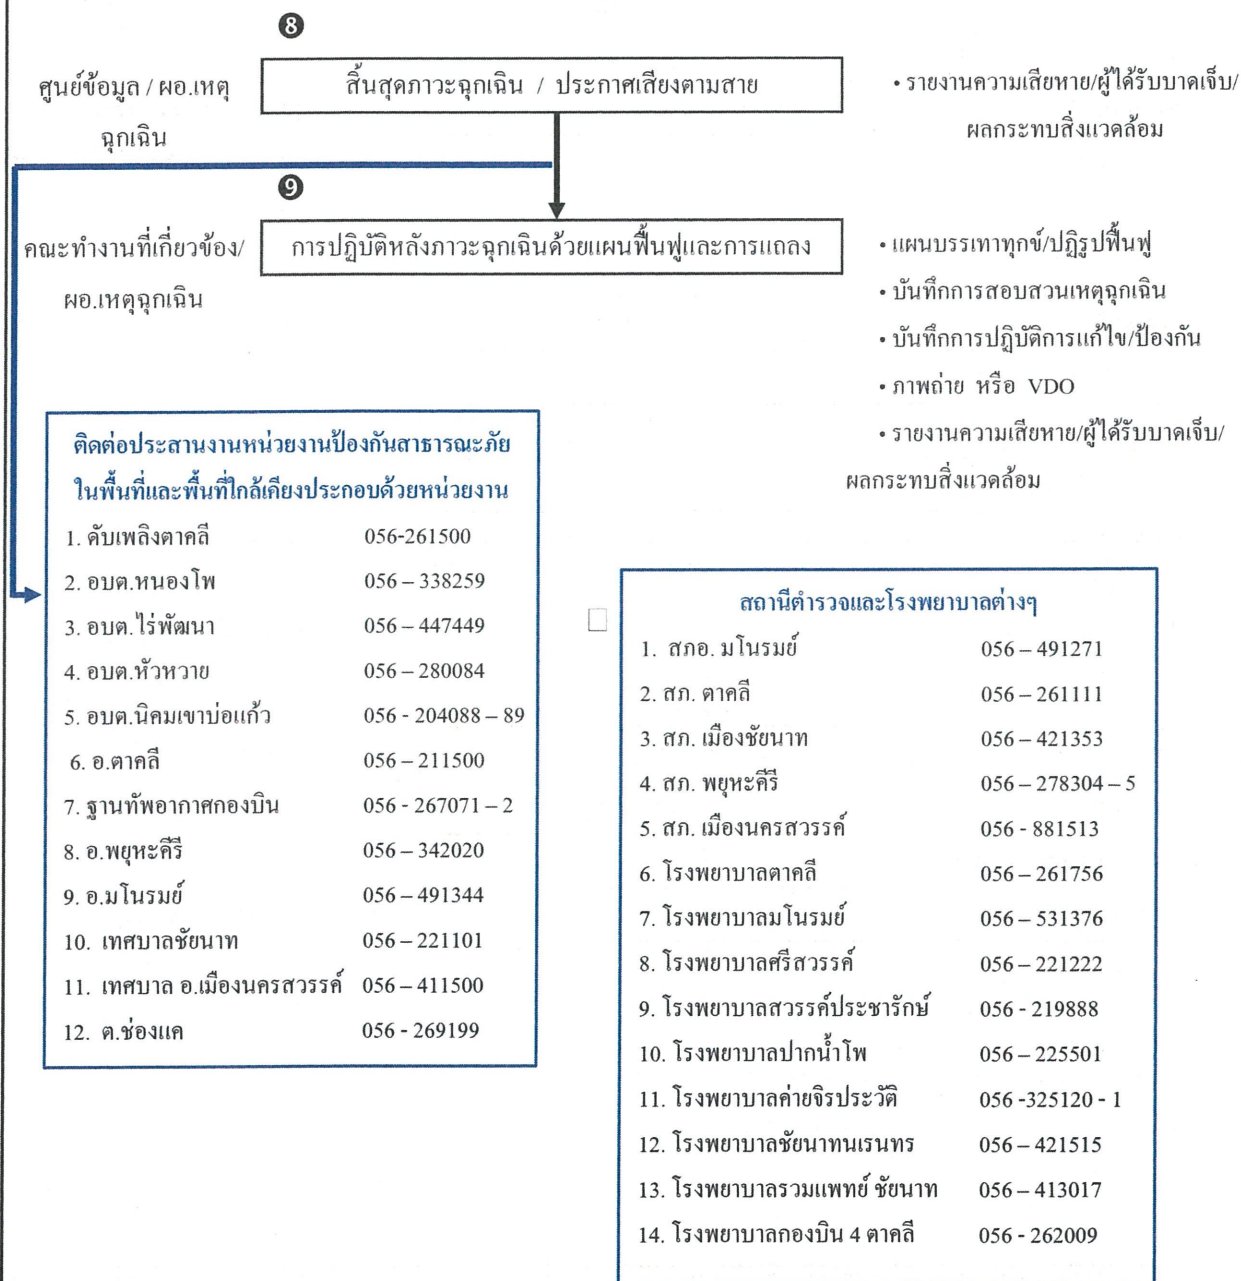 ❽
ศูนย์ข้อมูล / ผอ.เหตุ
ฉุกเฉิน
สิ้นสุดภาวะฉุกเฉิน / ประกาศเสียงตามสาย
• รายงานความเสียหาย/ผู้ได้รับบาดเจ็บ/
ผลกระทบสิ่งแวดล้อม
❾
คณะทำงานที่เกี่ยวข้อง/
ผอ.เหตุฉุกเฉิน
การปฏิบัติหลังภาวะฉุกเฉินด้วยแผนฟื้นฟูและการแถลง
• แผนบรรเทาทุกข์/ปฏิรูปฟื้นฟู
• บันทึกการสอบสวนเหตุฉุกเฉิน
• บันทึกการปฏิบัติการแก้ไข/ป้องกัน
• ภาพถ่าย หรือ VDO
• รายงานความเสียหาย/ผู้ได้รับบาดเจ็บ/
ผลกระทบสิ่งแวดล้อม
ติดต่อประสานงานหน่วยงานป้องกันสาธารณะภัย
ในพื้นที่และพื้นที่ใกล้เคียงประกอบด้วยหน่วยงาน
1. ดับเพลิงตาคลี 056-261500
2. อบต.หนองโพ 056 – 338259
3. อบต.ไร่พัฒนา 056 – 447449
4. อบต.หัวหวาย 056 – 280084
5. อบต.นิคมเขาบ่อแก้ว 056 - 204088 – 89
6. อ.ตาคลี 056 – 211500
7. ฐานทัพอากาศกองบิน 056 - 267071 – 2
8. อ.พยุหะคีรี 056 – 342020
9. อ.มโนรมย์ 056 – 491344
10. เทศบาลชัยนาท 056 – 221101
11. เทศบาล อ.เมืองนครสวรรค์ 056 – 411500
12. ต.ช่องแค 056 - 269199
สถานีตำรวจและโรงพยาบาลต่างๆ
1. สภอ. มโนรมย์ 056 – 491271
2. สภ. ตาคลี 056 – 261111
3. สภ. เมืองชัยนาท 056 – 421353
4. สภ. พยุหะคีรี 056 – 278304 – 5
5. สภ. เมืองนครสวรรค์ 056 - 881513
6. โรงพยาบาลตาคลี 056 – 261756
7. โรงพยาบาลมโนรมย์ 056 – 531376
8. โรงพยาบาลศรีสวรรค์ 056 – 221222
9. โรงพยาบาลสวรรค์ประชารักษ์ 056 - 219888
10. โรงพยาบาลปากน้ำโพ 056 – 225501
11. โรงพยาบาลค่ายจิรประวัติ 056 -325120 - 1
12. โรงพยาบาลชัยนาทนเรนทร 056 – 421515
13. โรงพยาบาลรวมแพทย์ ชัยนาท 056 – 413017
14. โรงพยาบาลกองบิน 4 ตาคลี 056 - 262009